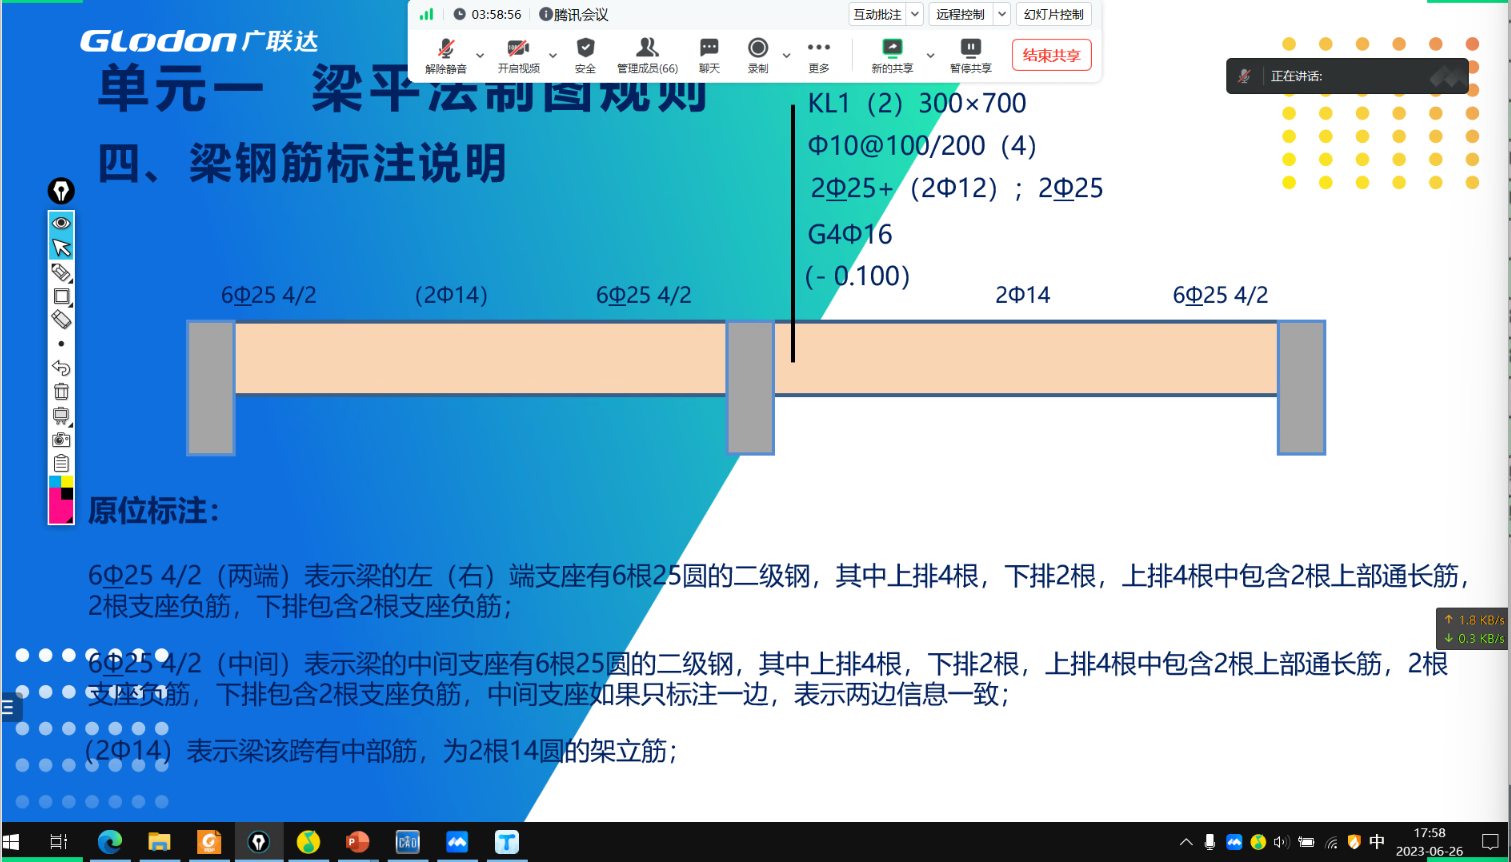 03:58:56 腾讯会议 互动批注 远程控制 幻灯片控制
解除静音 开启视频 安全 管理成员(66) 聊天 录制 更多 新的共享 暂停共享 结束共享
正在讲话:
GLodon广联达
单元一 梁平法制图规则
四、梁钢筋标注说明
KL1（2）300×700
Φ10@100/200（4）
2Φ25+（2Φ12）；2Φ25
G4Φ16
(- 0.100)
6Φ25 4/2 （2Φ14） 6Φ25 4/2 2Φ14 6Φ25 4/2
原位标注：
6Φ25 4/2（两端）表示梁的左（右）端支座有6根25圆的二级钢，其中上排4根，下排2根，上排4根中包含2根上部通长筋，
2根支座负筋，下排包含2根支座负筋；
6Φ25 4/2（中间）表示梁的中间支座有6根25圆的二级钢，其中上排4根，下排2根，上排4根中包含2根上部通长筋，2根
支座负筋，下排包含2根支座负筋，中间支座如果只标注一边，表示两边信息一致；
（2Φ14）表示梁该跨有中部筋，为2根14圆的架立筋；
↑ 1.8 KB/s
↓ 0.3 KB/s
CAD
中
17:58
2023-06-26